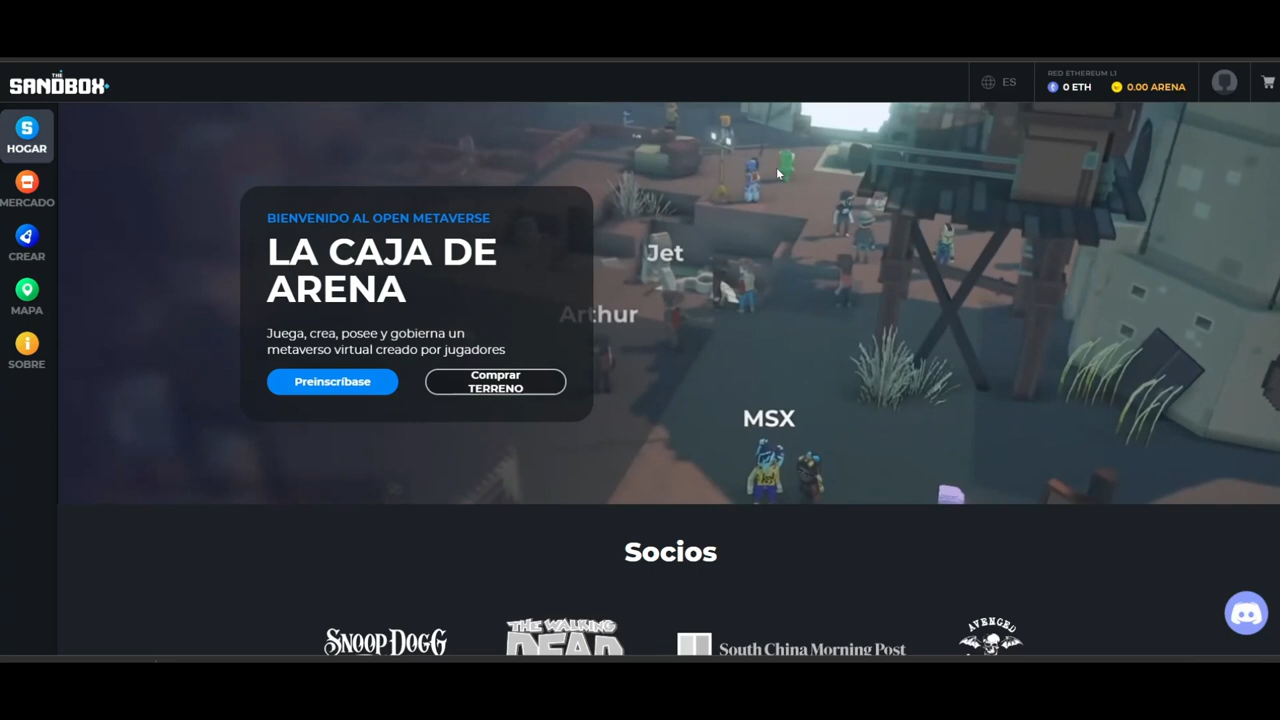 THE
SANDBOX
ES
RED ETHEREUM L1
0 ETH
0.00 ARENA
S
HOGAR
MERCADO
CREAR
MAPA
SOBRE
BIENVENIDO AL OPEN METAVERSE
LA CAJA DE
ARENA
Juega, crea, posee y gobierna un
metaverso virtual creado por jugadores
Preinscríbase
Comprar
TERRENO
Jet
Arthur
MSX
Socios
SNOOP DOGG
THE WALKING
DEAD
South China Morning Post
AVENGED